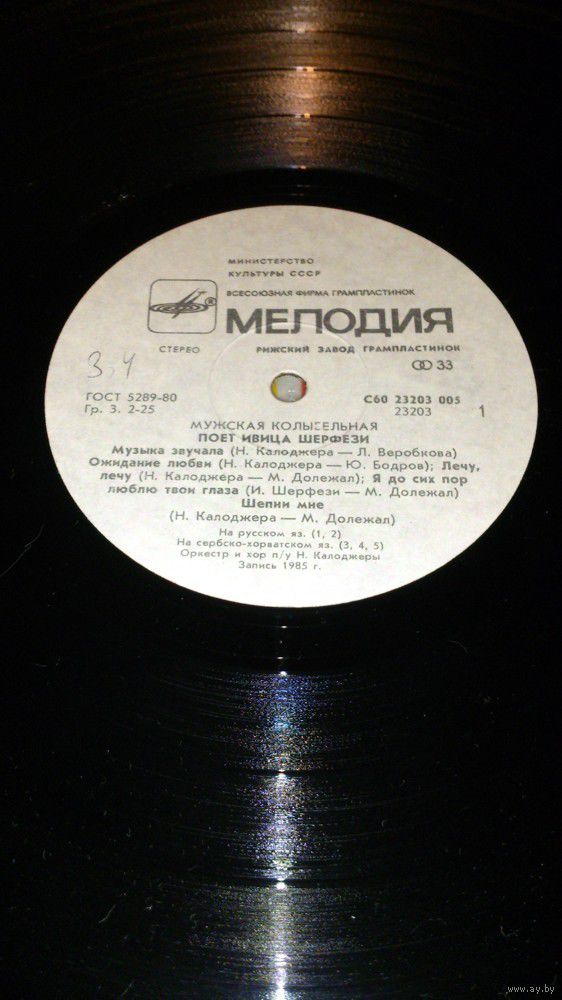 МИНИСТЕРСТВО
КУЛЬТУРЫ СССР
ВСЕСОЮЗНАЯ ФИРМА ГРАМПЛАСТИНОК
® МЕЛОДИЯ
СТЕРЕО РИЖСКИЙ ЗАВОД ГРАМПЛАСТИНОК 33
3,4
ГОСТ 5289-80 С60 23203 005
Гр. 3. 2-25 23203 1
МУЖСКАЯ КОЛЫБЕЛЬНАЯ
ПОЕТ ИВИЦА ШЕРФЕЗИ
Музыка звучала (Н. Калоджера — Л. Веробкова)
Ожидание любви (Н. Калоджера — Ю. Бодров); Лечу,
лечу (Н. Калоджера — М. Долежал); Я до сих пор
люблю твои глаза (И. Шерфези — М. Долежал)
Шепни мне
(Н. Калоджера — М. Долежал)
На русском яз. (1, 2)
На сербско-хорватском яз. (3, 4, 5)
Оркестр и хор п/у Н. Калоджеры
Запись 1985 г.
www.ay.by